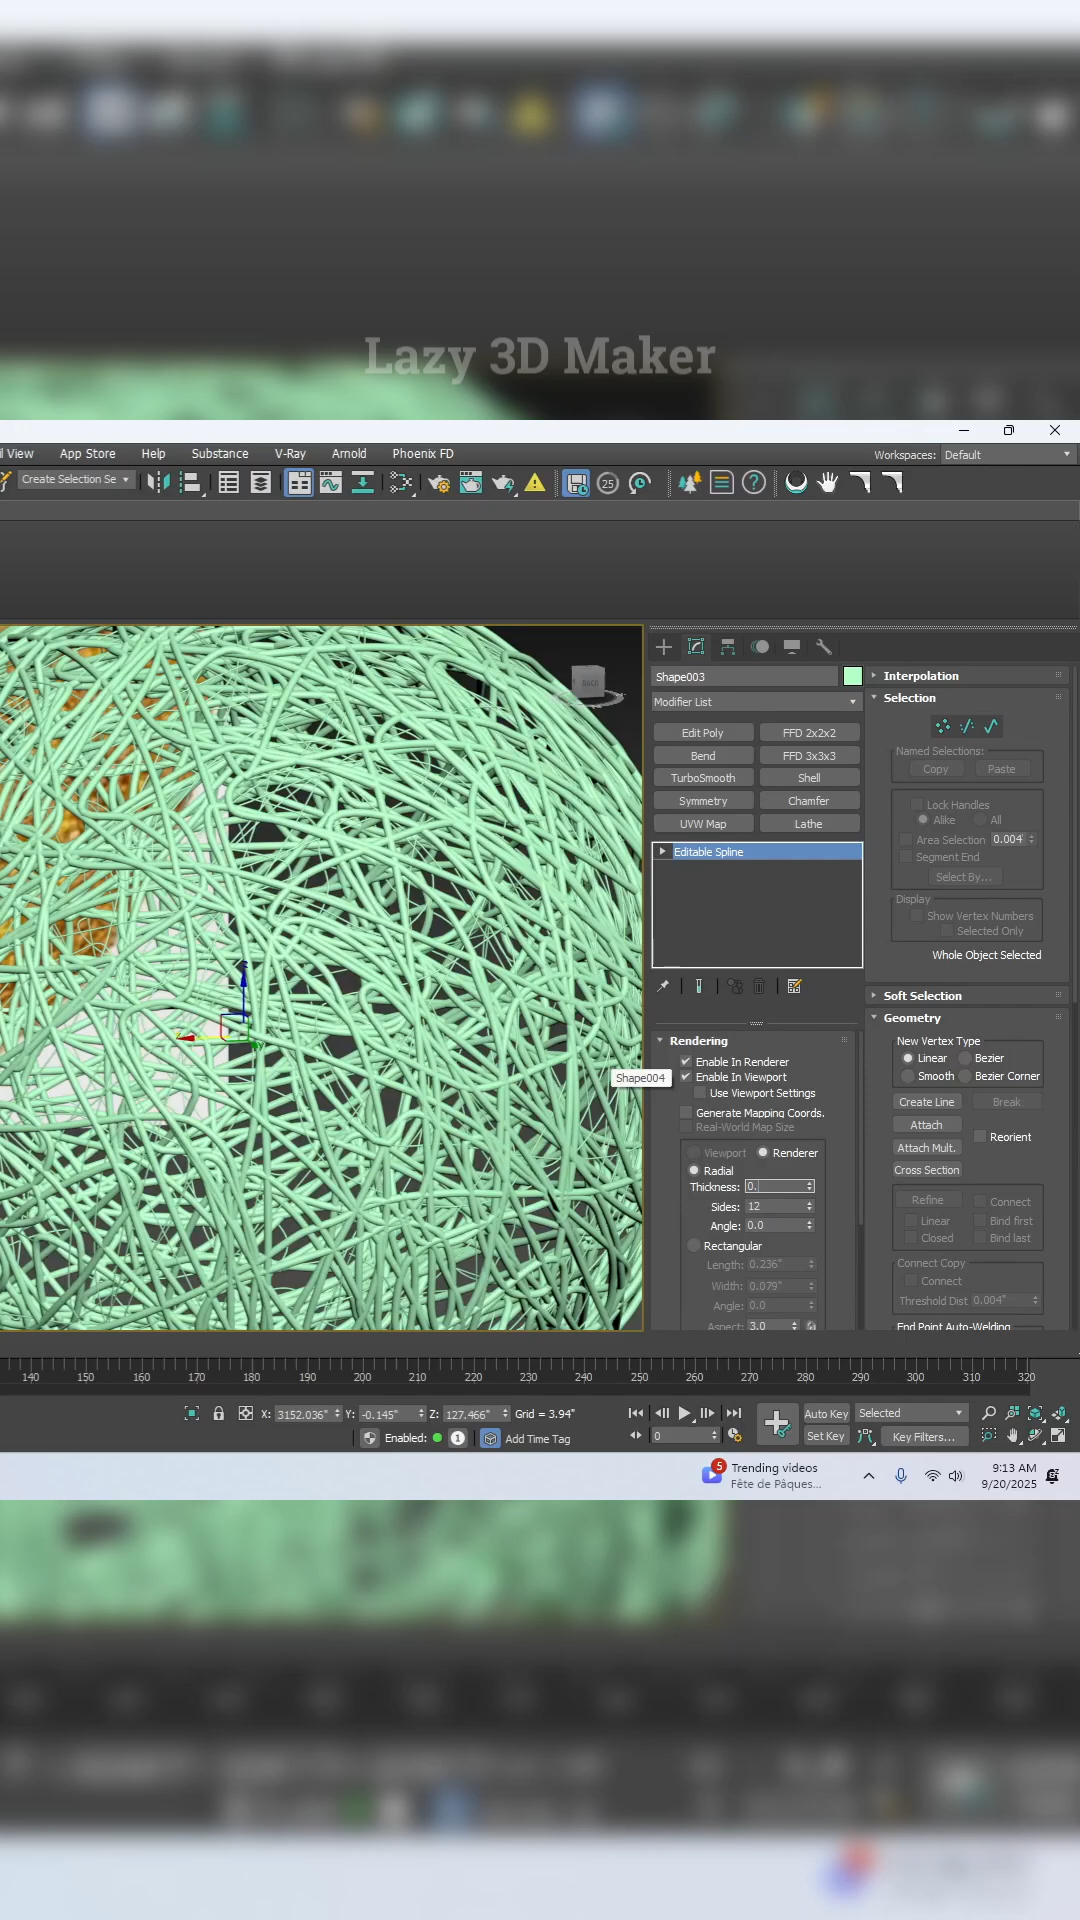 Lazy 3D Maker
il View
App Store
Help
Substance
V-Ray
Arnold
Phoenix FD
Workspaces:
Default
Create Selection Se
25
BACK
Shape003
Modifier List
Edit Poly
FFD 2x2x2
Bend
FFD 3x3x3
TurboSmooth
Shell
Symmetry
Chamfer
UVW Map
Lathe
Editable Spline
Rendering
Enable In Renderer
Enable In Viewport
Use Viewport Settings
Generate Mapping Coords.
Real-World Map Size
Viewport
Renderer
Radial
Thickness: 0.
Sides: 12
Angle: 0.0
Rectangular
Length: 0.236"
Width: 0.079"
Angle: 0.0
Aspect: 3.0
Shape004
Interpolation
Selection
Named Selections:
Copy
Paste
Lock Handles
Alike
All
Area Selection
0.004"
Segment End
Select By...
Display
Show Vertex Numbers
Selected Only
Whole Object Selected
Soft Selection
Geometry
New Vertex Type
Linear
Bezier
Smooth
Bezier Corner
Create Line
Break
Attach
Reorient
Attach Mult.
Cross Section
Refine
Connect
Linear
Bind first
Closed
Bind last
Connect Copy
Connect
Threshold Dist 0.004"
End Point Auto-Welding
140 150 160 170 180 190 200 210 220 230 240 250 260 270 280 290 300 310 320
X: 3152.036" Y: -0.145" Z: 127.466" Grid = 3.94"
Auto Key
Selected
Enabled:
1
Add Time Tag
0
Set Key
Key Filters...
5
Trending videos
Fête de Pâques...
9:13 AM
9/20/2025